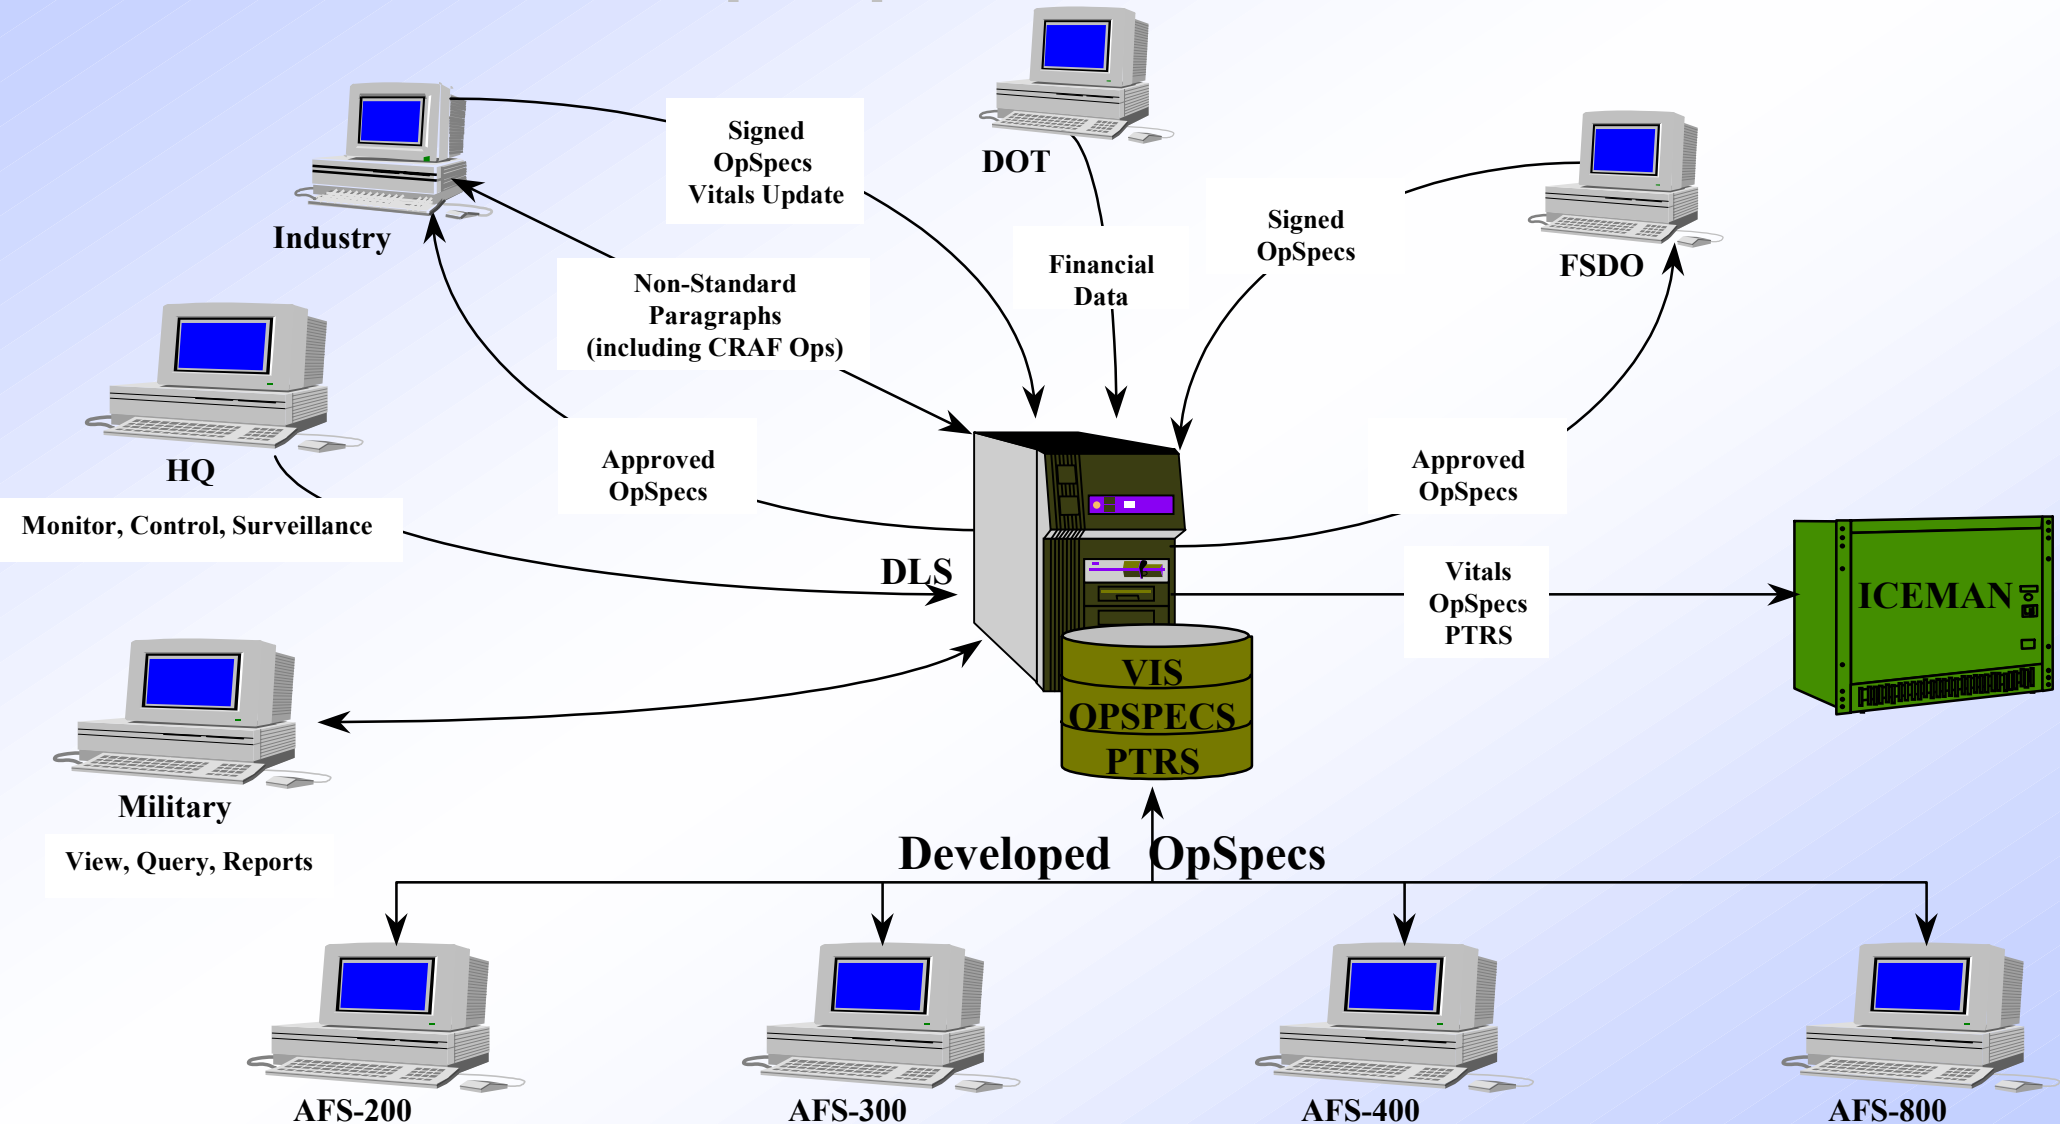 Signed
OpSpecs
Vitals Update
DOT
Industry
Signed
OpSpecs
FSDO
Financial
Data
Non-Standard
Paragraphs
(including CRAF Ops)
HQ
Monitor, Control, Surveillance
Approved
OpSpecs
Approved
OpSpecs
DLS
Vitals
OpSpecs
PTRS
ICEMAN
VIS
OPSPECS
PTRS
Military
View, Query, Reports
Developed OpSpecs
AFS-200
AFS-300
AFS-400
AFS-800